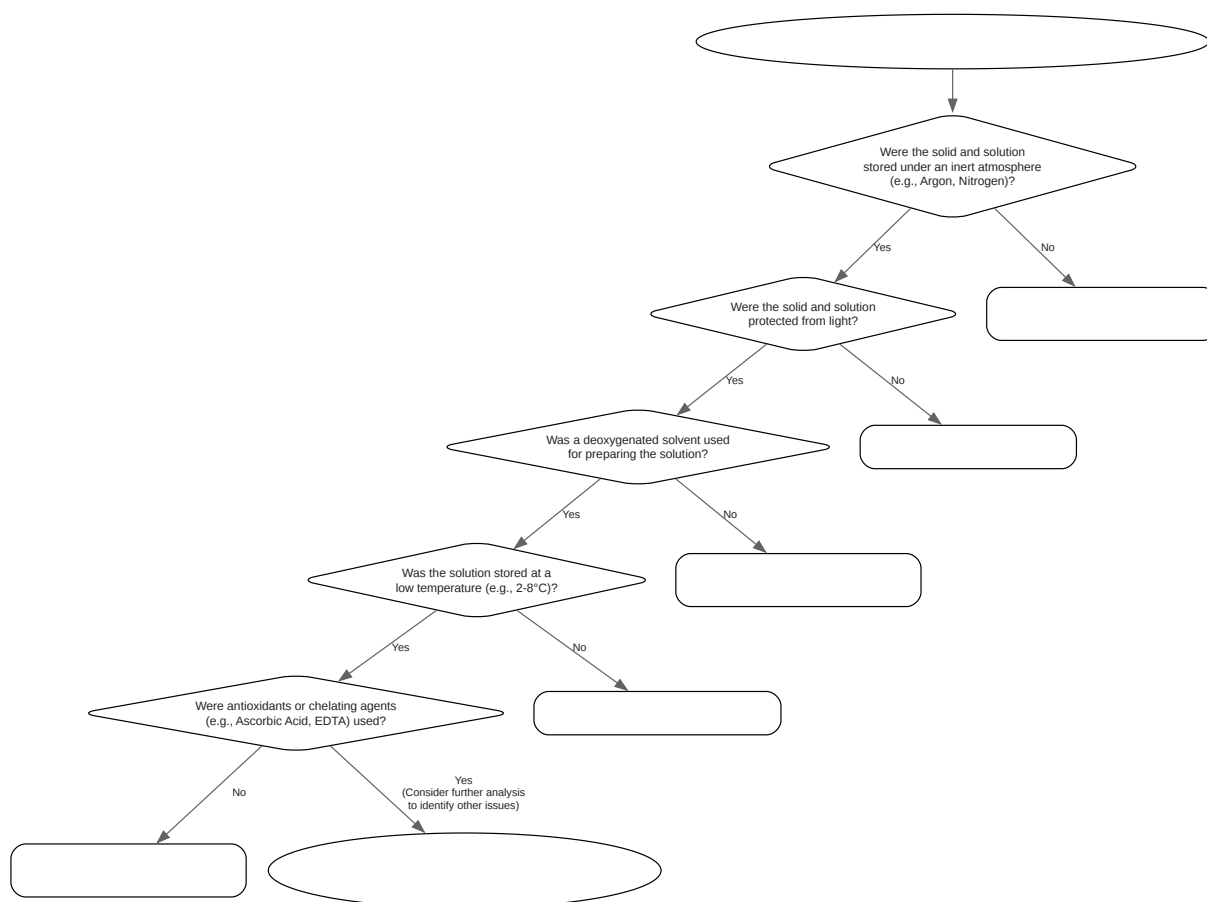 Were the solid and solution
stored under an inert atmosphere
(e.g., Argon, Nitrogen)?
Yes
No
Were the solid and solution
protected from light?
Yes
No
Was a deoxygenated solvent used
for preparing the solution?
Yes
No
Was the solution stored at a
low temperature (e.g., 2-8°C)?
Yes
No
Were antioxidants or chelating agents
(e.g., Ascorbic Acid, EDTA) used?
No
Yes
(Consider further analysis
to identify other issues)